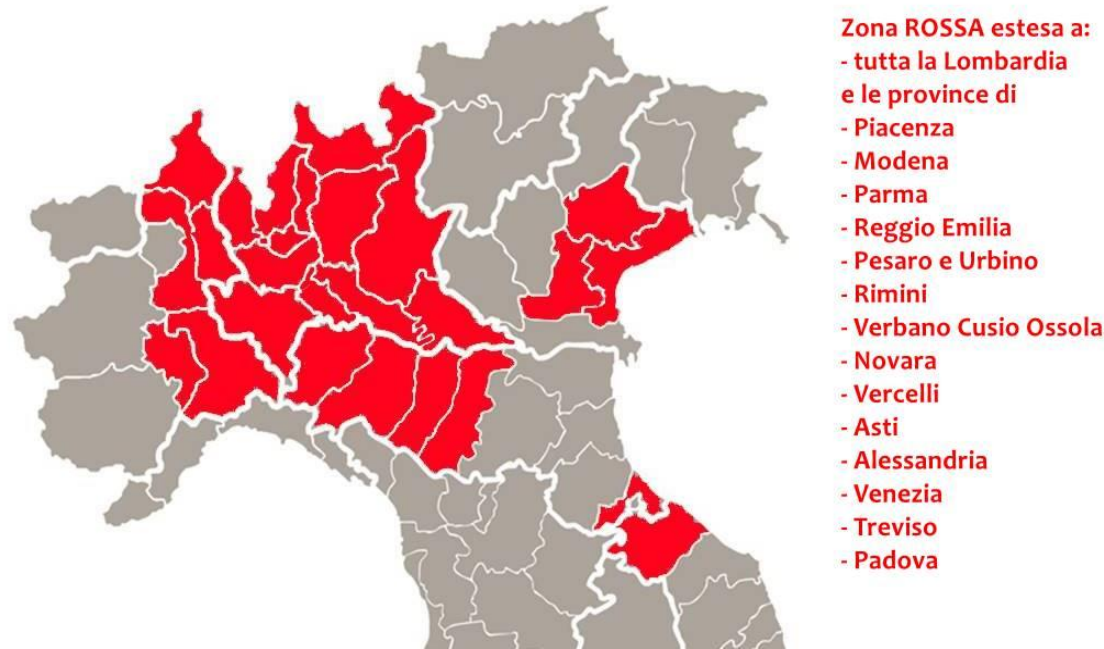 Zona ROSSA estesa a:
- tutta la Lombardia
e le province di
- Piacenza
- Modena
- Parma
- Reggio Emilia
- Pesaro e Urbino
- Rimini
- Verbano Cusio Ossola
- Novara
- Vercelli
- Asti
- Alessandria
- Venezia
- Treviso
- Padova